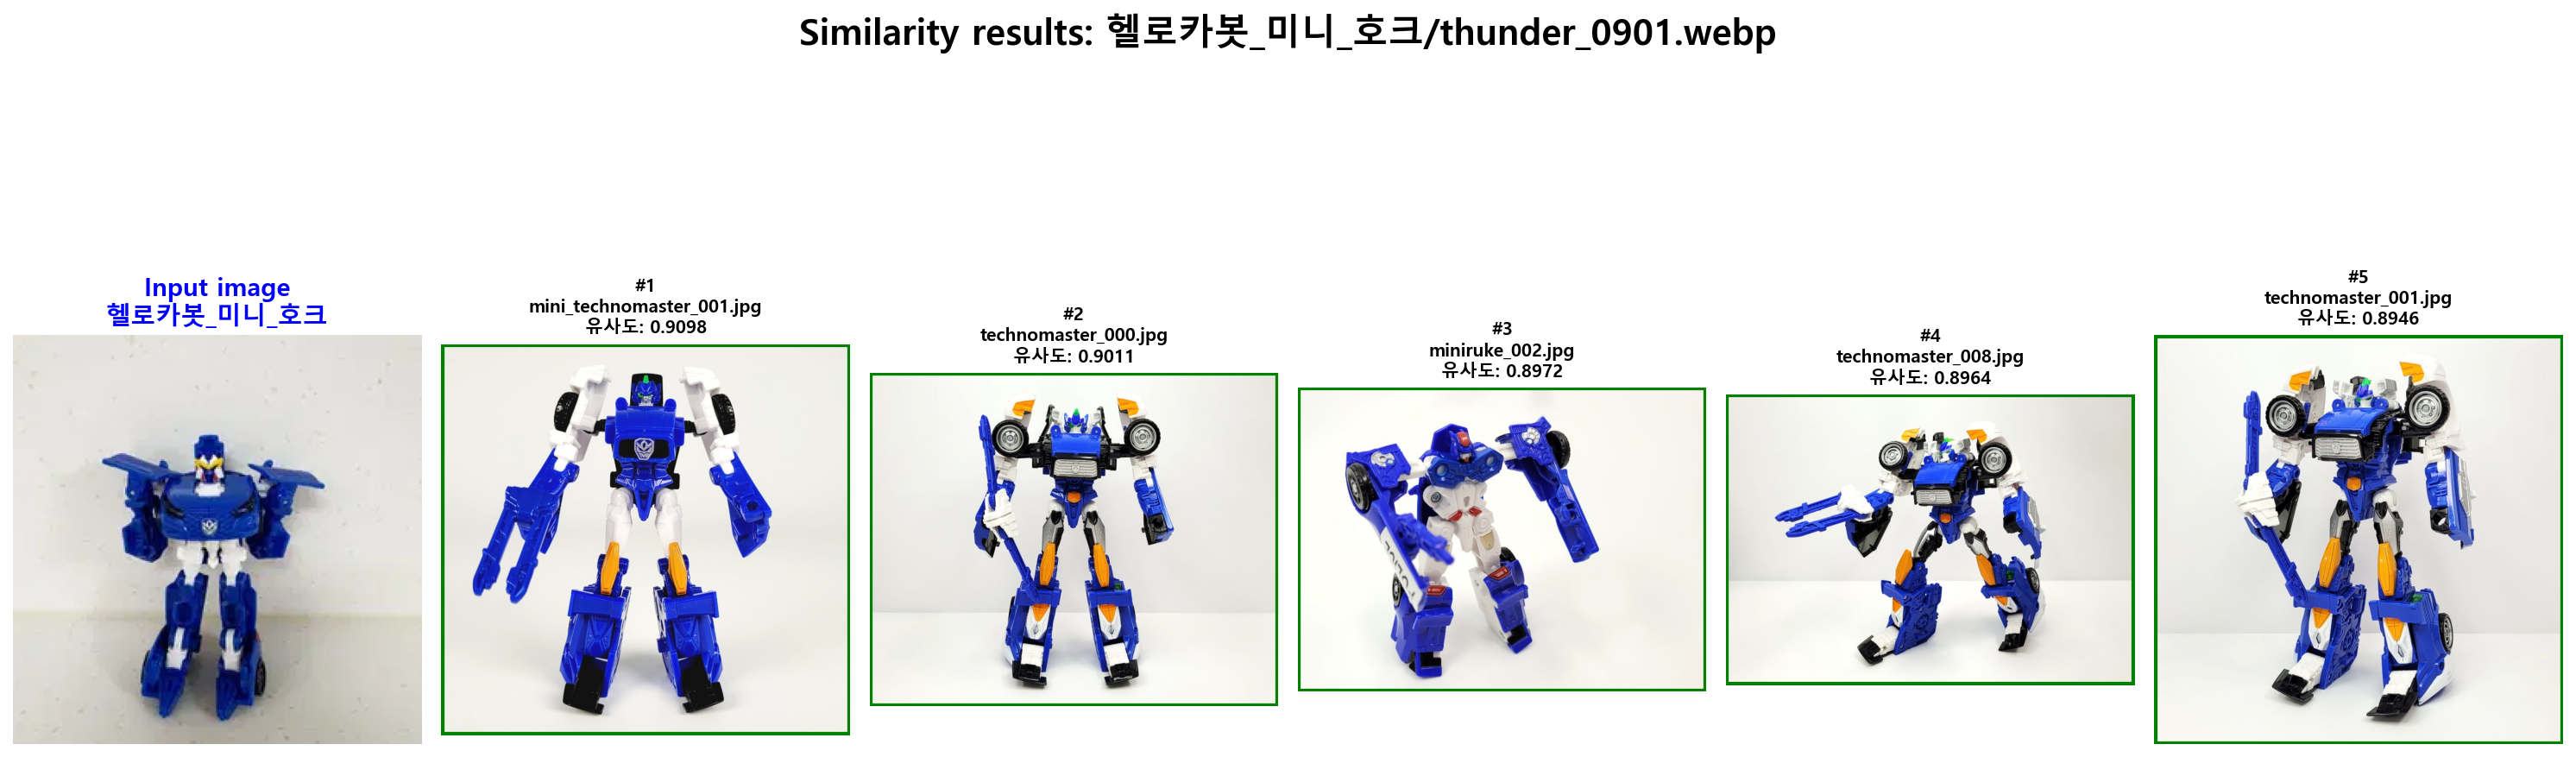 Similarity results: 헬로카봇_미니_호크/thunder_0901.webp
Input image
헬로카봇_미니_호크
#1
mini_technomaster_001.jpg
유사도: 0.9098
#2
technomaster_000.jpg
유사도: 0.9011
#3
miniruke_002.jpg
유사도: 0.8972
#4
technomaster_008.jpg
유사도: 0.8964
#5
technomaster_001.jpg
유사도: 0.8946